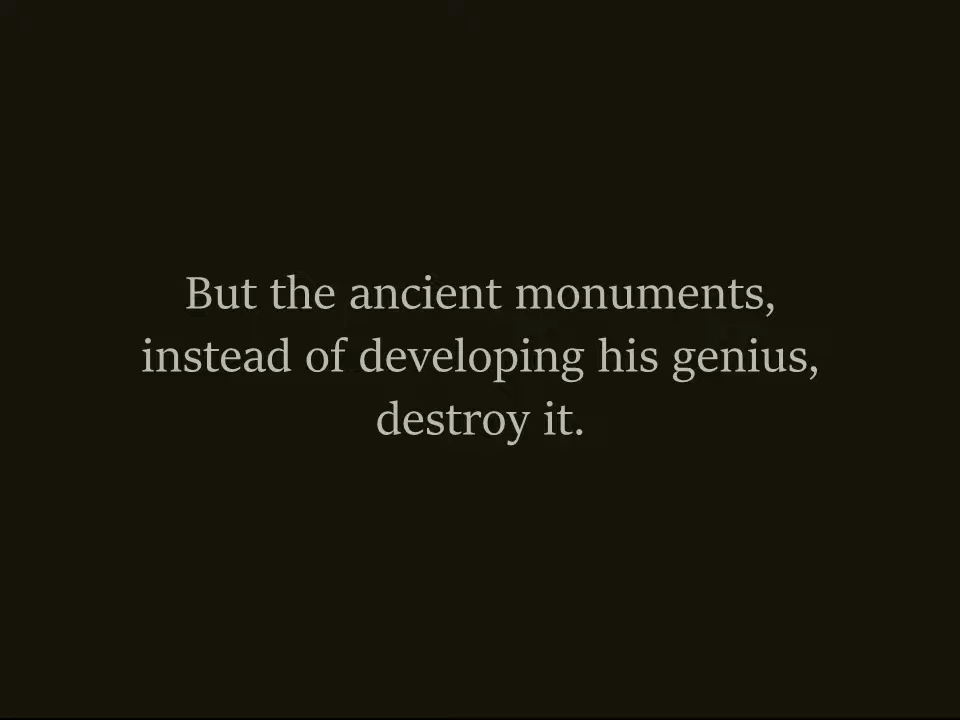 But the ancient monuments,
instead of developing his genius,
destroy it.